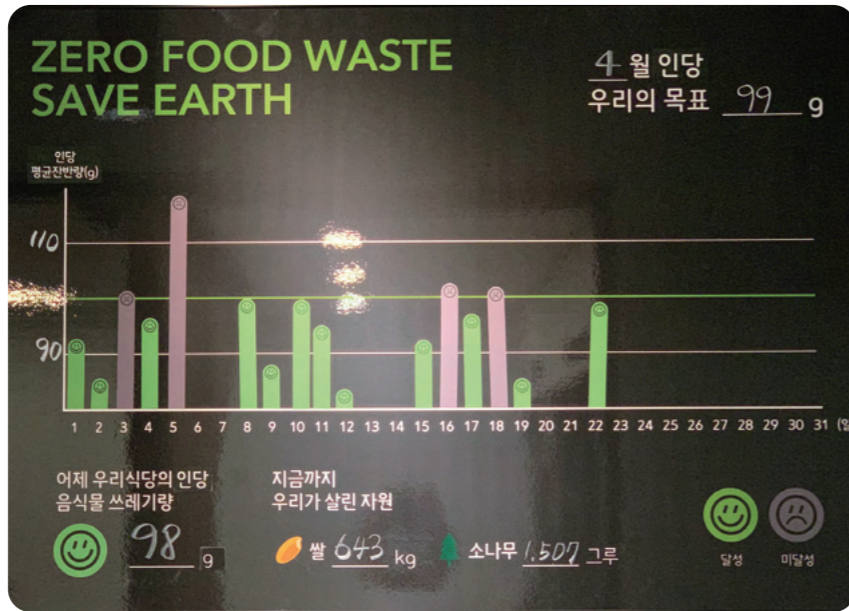 ZERO FOOD WASTE
SAVE EARTH
4월 인당
우리의 목표 99 g
인당
평균잔반량(g)
110
90
1 2 3 4 5 6 7 8 9 10 11 12 13 14 15 16 17 18 19 20 21 22 23 24 25 26 27 28 29 30 31 (일
어제 우리식당의 인당
음식물 쓰레기량
98 g
지금까지
우리가 살린 자원
쌀 643 kg 소나무 1.507 그루
달성 미달성